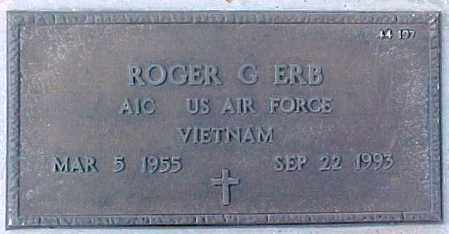 44 197
ROGER G ERB
A1C US AIR FORCE
VIETNAM
MAR 5 1955 SEP 22 1993